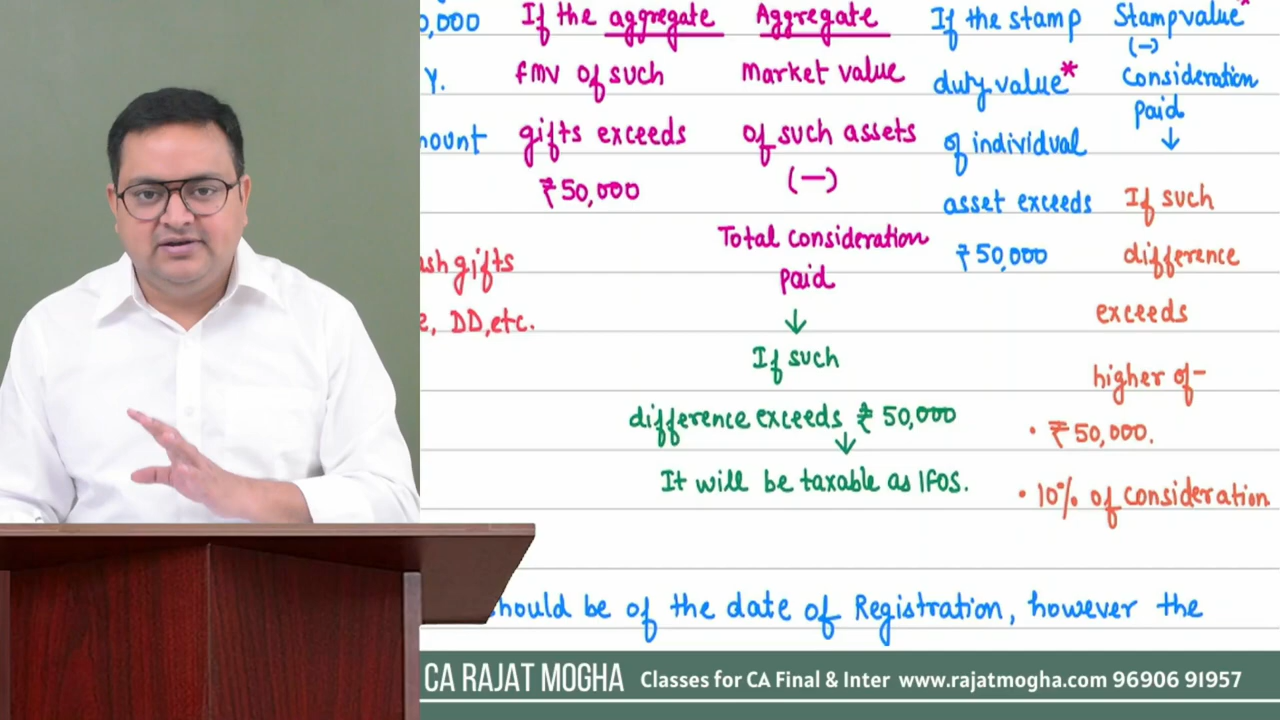 0,000
If the aggregate
Aggregate
If the stamp
Stampvalue*
(-)
Y.
fmv of such
market value
duty value*
consideration
paid
↓
mount
gifts exceeds
of such assets
of individual
₹50,000
(-)
asset exceeds
If such
Total consideration
₹50,000
difference
ash gifts
paid
↓
exceeds
e, DD, etc.
If such
higher of-
difference exceeds ₹ 50,000
↓
• ₹50,000.
It will be taxable as IFOS.
• 10% of consideration
should be of the date of Registration, however the
CA RAJAT MOGHA Classes for CA Final & Inter www.rajatmogha.com 96906 91957